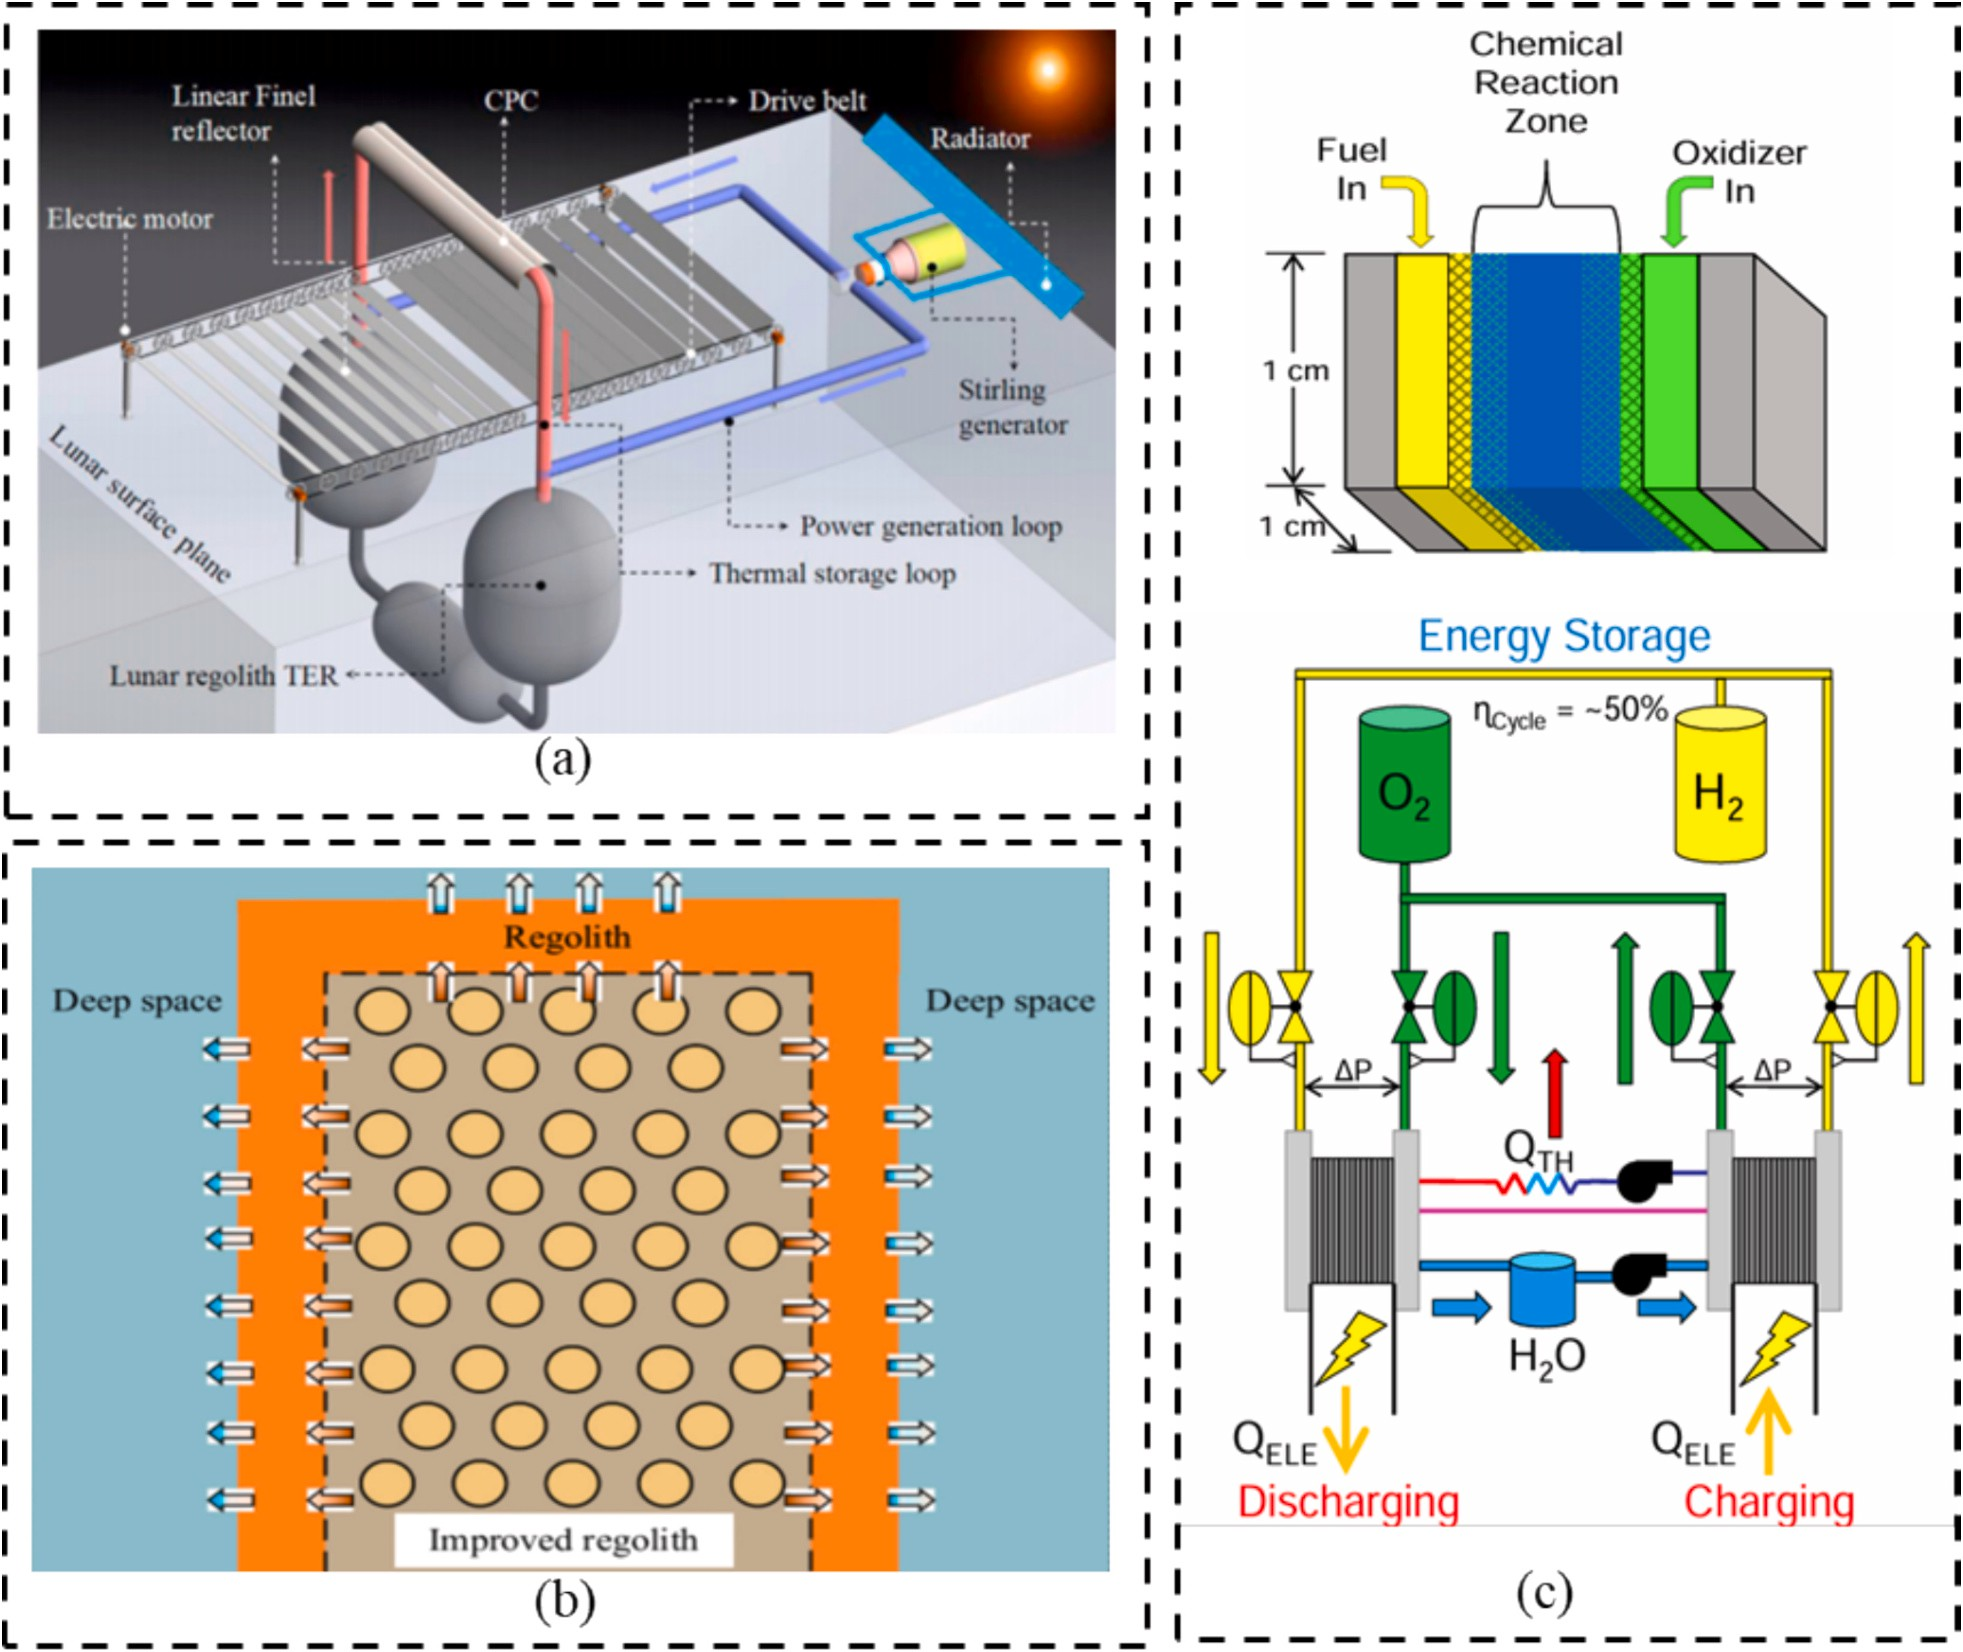 Linear Finel
reflector
CPC
Drive belt
Radiator
Electric motor
Stirling
generator
Lunar surface plane
Power generation loop
Thermal storage loop
Lunar regolith TER
(a)
Regolith
Deep space
Deep space
Improved regolith
(b)
Chemical
Reaction
Zone
Fuel
In
Oxidizer
In
1 cm
1 cm
Energy Storage
ηCycle = ~50%
O2
H2
ΔP
ΔP
QTH
H2O
QELE
QELE
Discharging
Charging
(c)